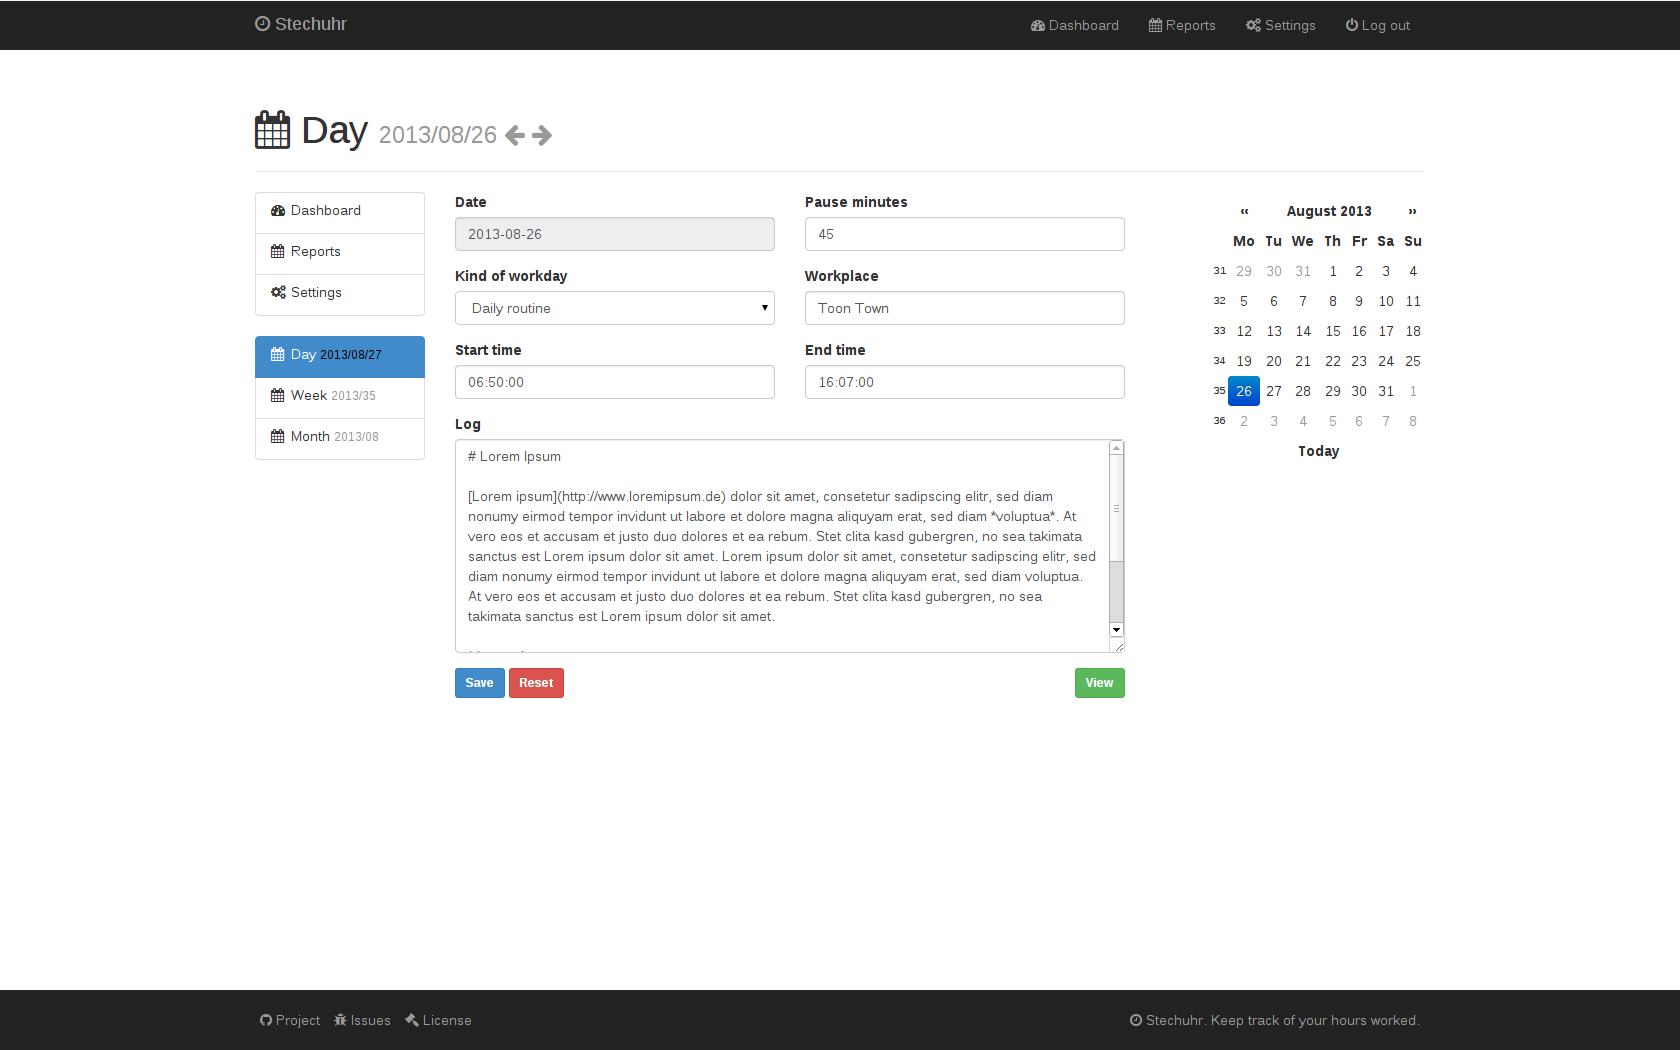 Stechuhr
Dashboard Reports Settings Log out
Day 2013/08/26
Dashboard
Reports
Settings
Day 2013/08/27
Week 2013/35
Month 2013/08
Date
2013-08-26
Pause minutes
45
Kind of workday
Daily routine
Workplace
Toon Town
Start time
06:50:00
End time
16:07:00
Log
# Lorem Ipsum
[Lorem ipsum](http://www.loremipsum.de) dolor sit amet, consetetur sadipscing elitr, sed diam
nonumy eirmod tempor invidunt ut labore et dolore magna aliquyam erat, sed diam *voluptua*. At
vero eos et accusam et justo duo dolores et ea rebum. Stet clita kasd gubergren, no sea takimata
sanctus est Lorem ipsum dolor sit amet. Lorem ipsum dolor sit amet, consetetur sadipscing elitr, sed
diam nonumy eirmod tempor invidunt ut labore et dolore magna aliquyam erat, sed diam voluptua.
At vero eos et accusam et justo duo dolores et ea rebum. Stet clita kasd gubergren, no sea
takimata sanctus est Lorem ipsum dolor sit amet.
Save Reset View
« August 2013 »
Mo Tu We Th Fr Sa Su
31 29 30 31 1 2 3 4
32 5 6 7 8 9 10 11
33 12 13 14 15 16 17 18
34 19 20 21 22 23 24 25
35 26 27 28 29 30 31 1
36 2 3 4 5 6 7 8
Today
Project Issues License
Stechuhr. Keep track of your hours worked.